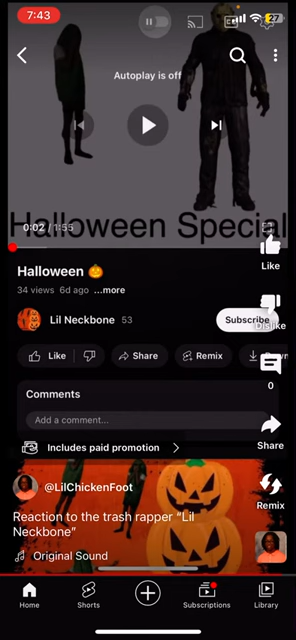 7:43
27
Autoplay is off
Halloween Special
0:02 / 1:55
Halloween 🎃
34 views 6d ago ...more
Like
Lil Neckbone 53
Subscribe
Dislike
Like
Share
Remix
Comments
0
Add a comment...
Includes paid promotion
Share
@LilChickenFoot
Remix
Reaction to the trash rapper “Lil
Neckbone”
Original Sound
Home
Shorts
Subscriptions
Library